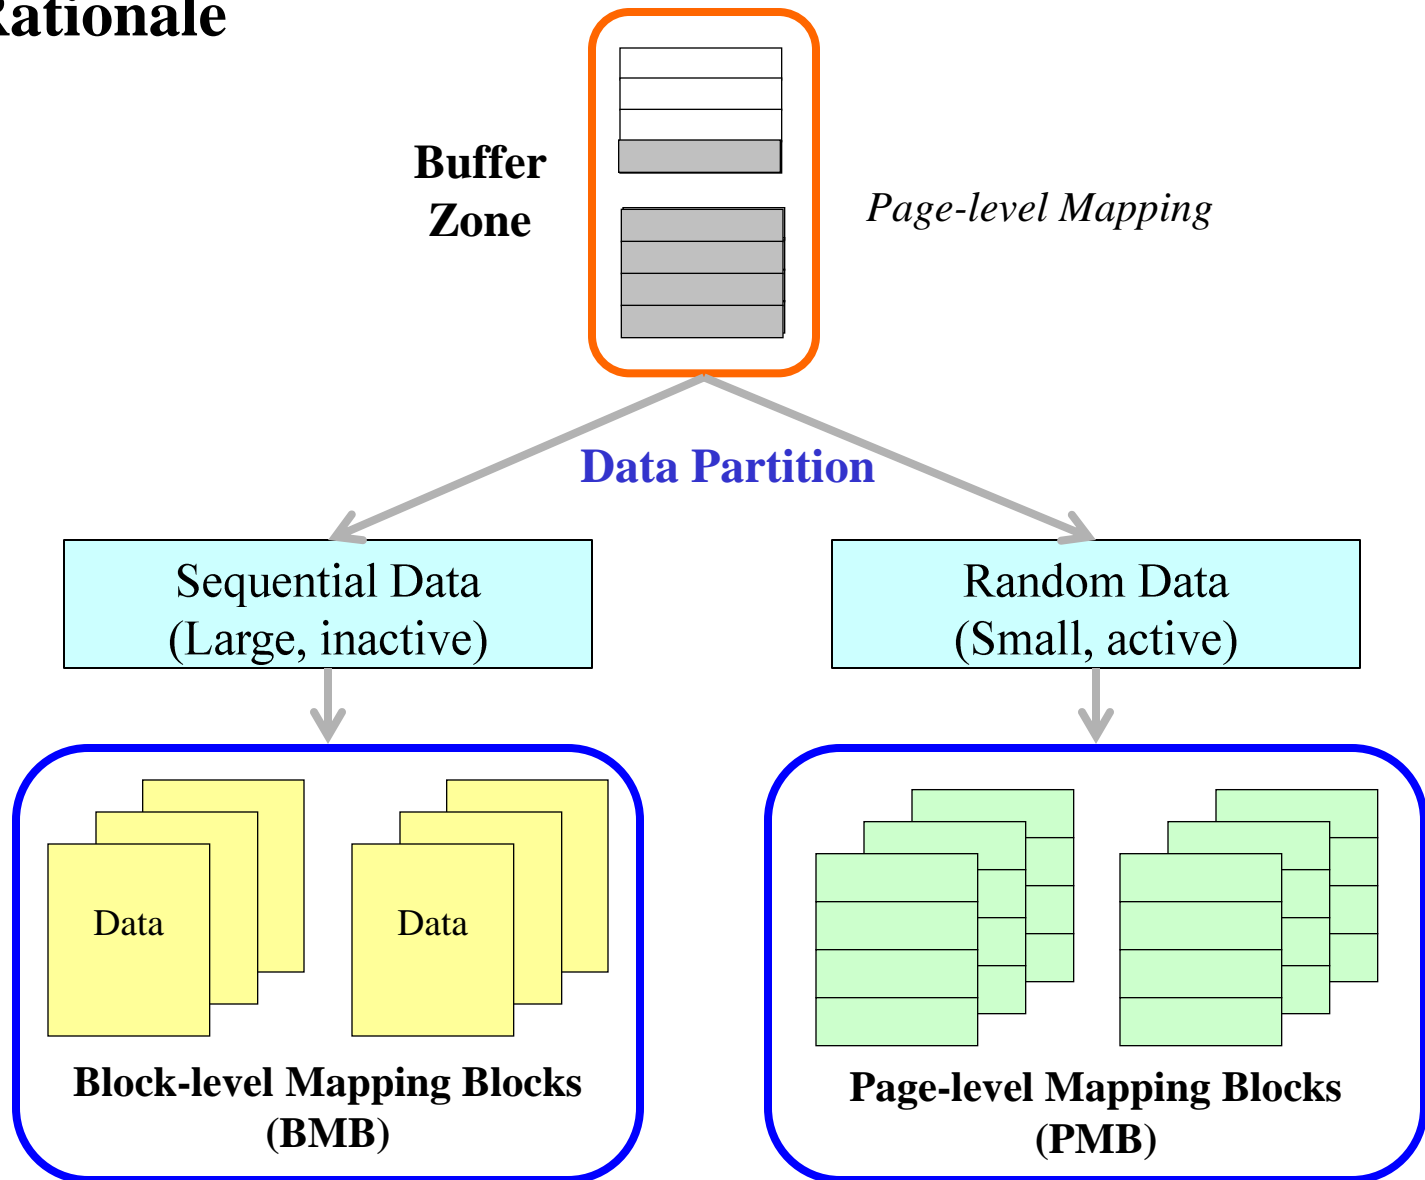 Rationale
Buffer
Zone
Page-level Mapping
Data Partition
Sequential Data
(Large, inactive)
Random Data
(Small, active)
Data
Data
Block-level Mapping Blocks
(BMB)
Page-level Mapping Blocks
(PMB)